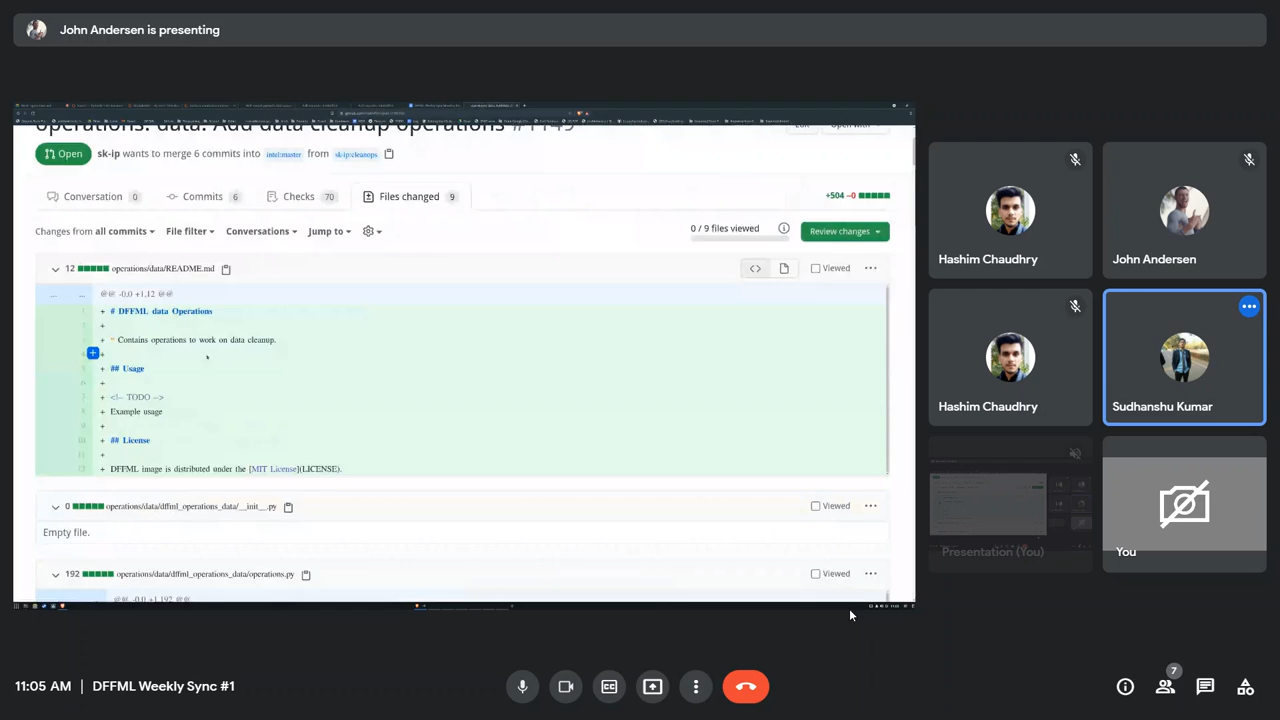 John Andersen is presenting
operations: data: Add data cleanup operations #1149
Open sk-ip wants to merge 6 commits into intel:master from sk-ip:cleanops
Conversation 0 Commits 6 Checks 70 Files changed 9 +504 −0
Changes from all commits File filter Conversations Jump to 0 / 9 files viewed Review changes
12 operations/data/README.md Viewed
... ... @@ -0,0 +1,12 @@
1 + # DFFML data Operations
2 +
3 + * Contains operations to work on data cleanup.
4 +
5 + ## Usage
6 +
7 + <!-- TODO -->
8 + Example usage
9 +
10 + ## License
11 +
12 + DFFML image is distributed under the [MIT License](LICENSE).
0 operations/data/dffml_operations_data/__init__.py Viewed
Empty file.
192 operations/data/dffml_operations_data/operations.py Viewed
@@ -0,0 +1,192 @@
Hashim Chaudhry
John Andersen
Hashim Chaudhry
Sudhanshu Kumar
Presentation (You)
You
11:05 AM | DFFML Weekly Sync #1
7